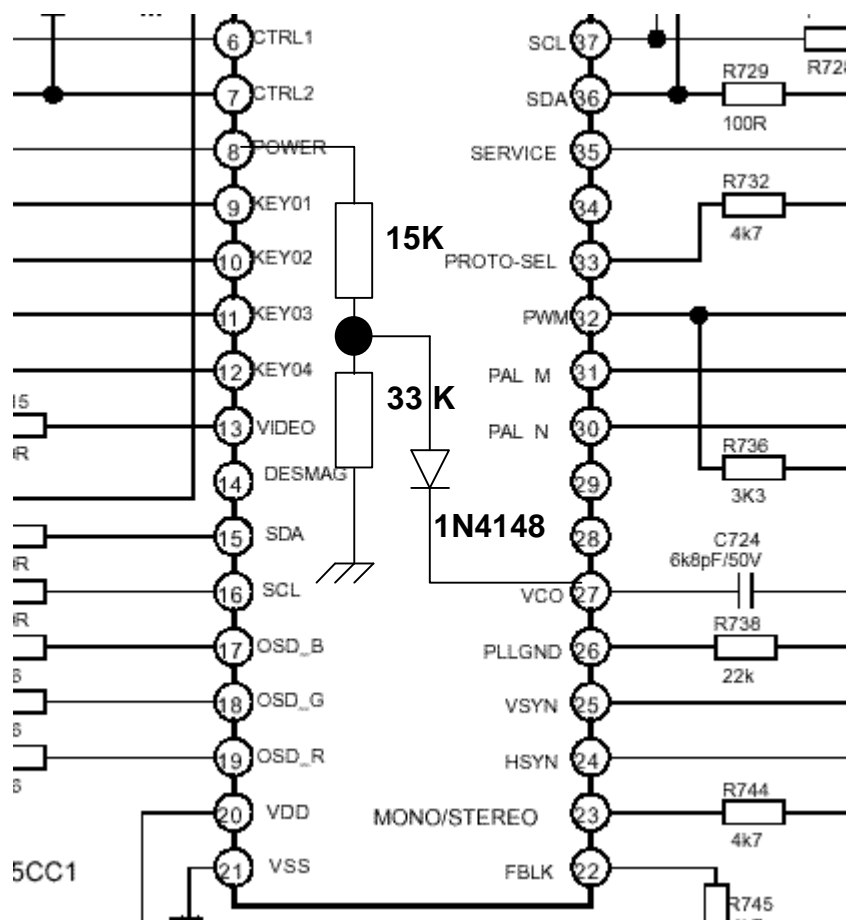 6 CTRL1
7 CTRL2
8 POWER
9 KEY01
10 KEY02
11 KEY03
12 KEY04
13 VIDEO
14 DESMAG
15 SDA
16 SCL
17 OSD_B
18 OSD_G
19 OSD_R
20 VDD
21 VSS
15
5CC1
15K
33 K
1N4148
SCL 37
SDA 36
SERVICE 35
34
PROTO-SEL 33
PWM 32
PAL M 31
PAL N 30
29
28
VCO 27
PLLGND 26
VSYN 25
HSYN 24
MONO/STEREO 23
FBLK 22
R728
R729
100R
R732
4k7
R736
3K3
C724
6k8pF/50V
R738
22k
R744
4k7
R745